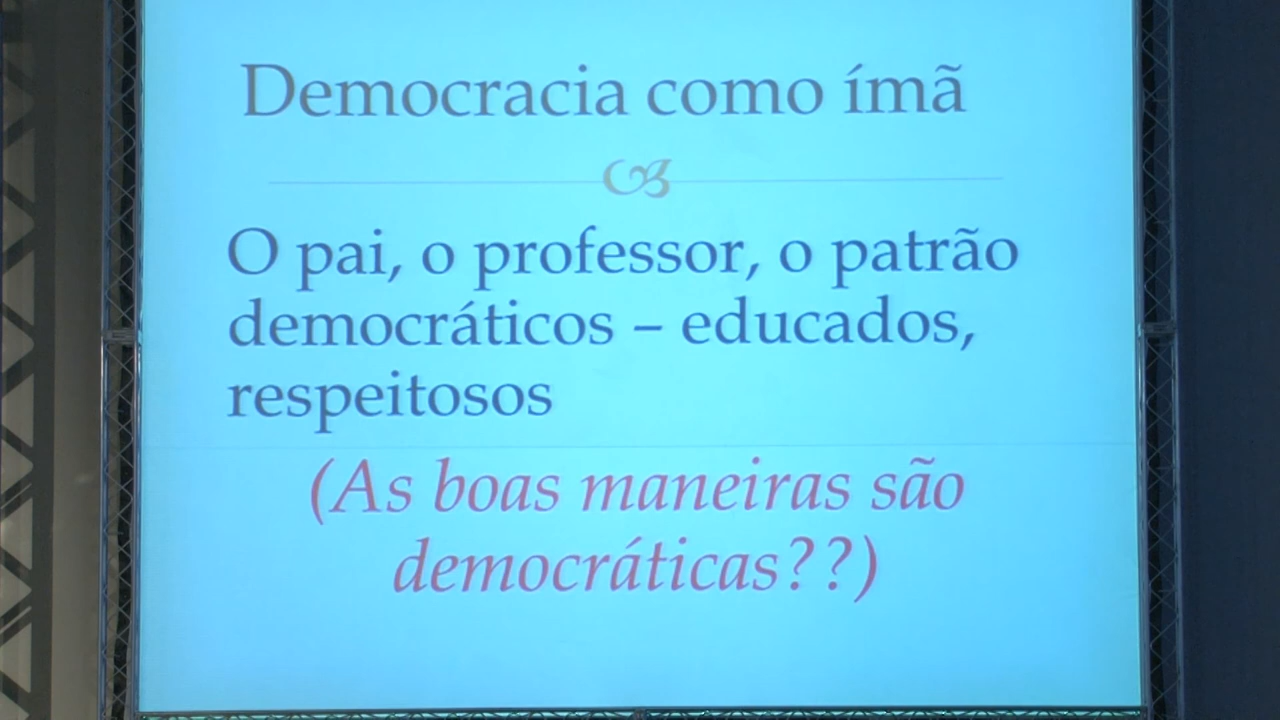 Democracia como ímã
O pai, o professor, o patrão
democráticos – educados,
respeitosos
(As boas maneiras são
democráticas??)